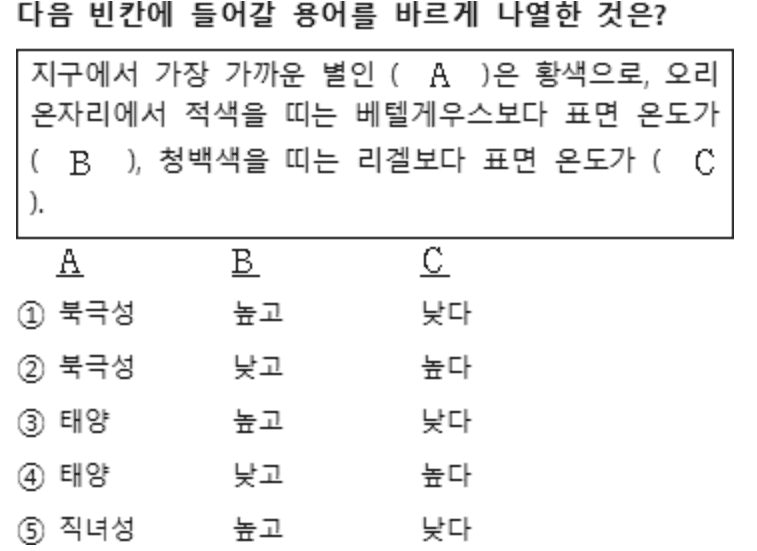 다음 빈칸에 들어갈 용어를 바르게 나열한 것은?
지구에서 가장 가까운 별인 ( A )은 황색으로, 오리
온자리에서 적색을 띠는 베텔게우스보다 표면 온도가
( B ), 청백색을 띠는 리겔보다 표면 온도가 ( C
).
A B C
① 북극성 높고 낮다
② 북극성 낮고 높다
③ 태양 높고 낮다
④ 태양 낮고 높다
⑤ 직녀성 높고 낮다